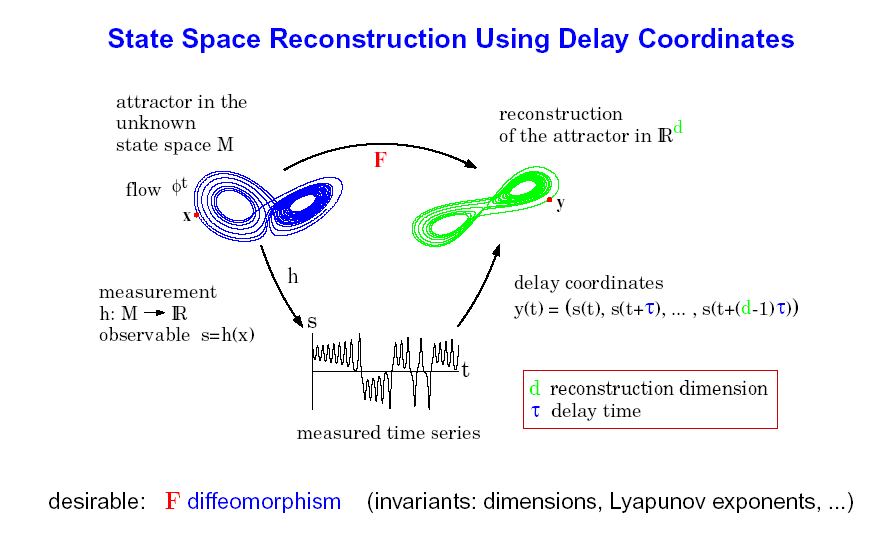 State Space Reconstruction Using Delay Coordinates
attractor in the
unknown
state space M
reconstruction
of the attractor in ℝd
F
flow ϕt
x
y
h
measurement
h: M → ℝ
observable s=h(x)
delay coordinates
y(t) = (s(t), s(t+τ), ... , s(t+(d-1)τ))
s
t
measured time series
d reconstruction dimension
τ delay time
desirable: F diffeomorphism (invariants: dimensions, Lyapunov exponents, ...)